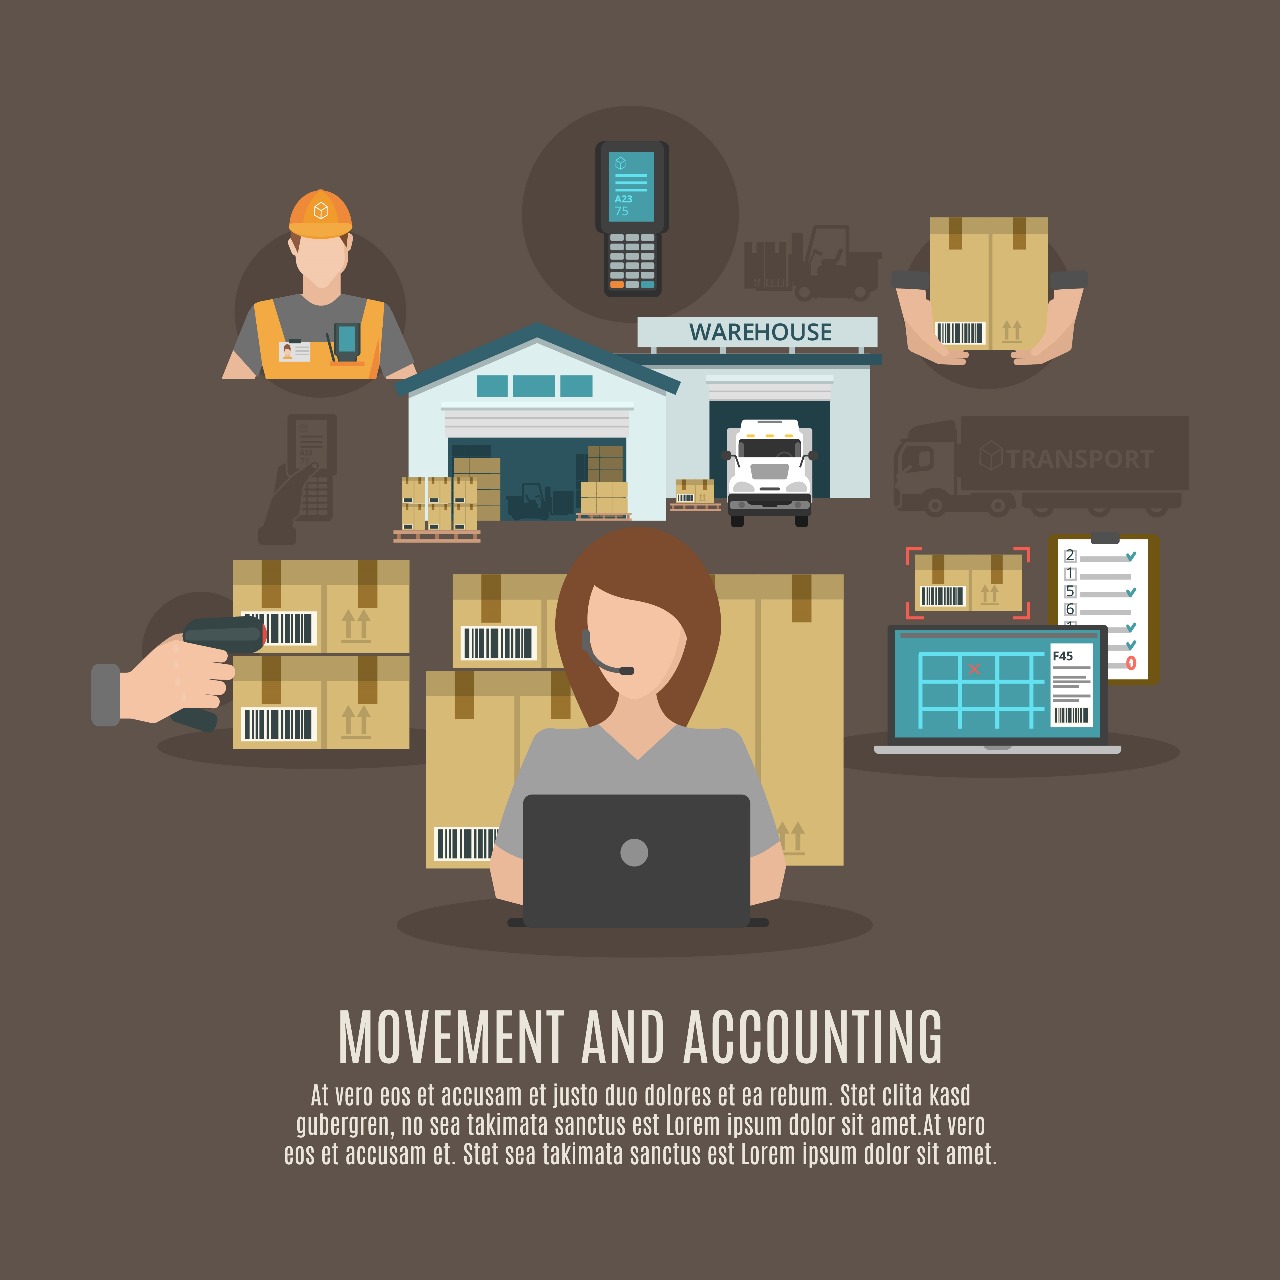 A23
75
WAREHOUSE
TRANSPORT
2
1
5
6
1
0
F45
MOVEMENT AND ACCOUNTING
At vero eos et accusam et justo duo dolores et ea rebum. Stet clita kasd
gubergren, no sea takimata sanctus est Lorem ipsum dolor sit amet.At vero
eos et accusam et. Stet sea takimata sanctus est Lorem ipsum dolor sit amet.